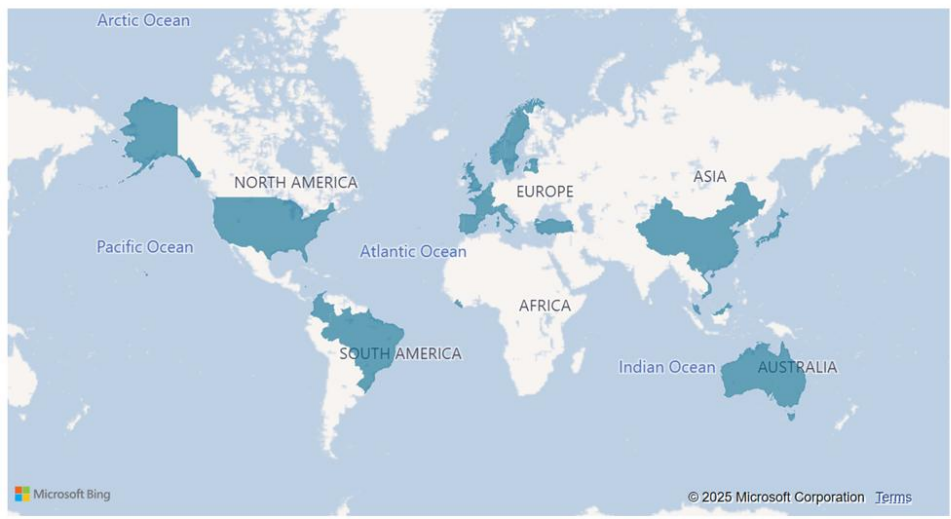 Arctic Ocean
NORTH AMERICA
EUROPE
ASIA
Pacific Ocean
Atlantic Ocean
AFRICA
SOUTH AMERICA
Indian Ocean
AUSTRALIA
Microsoft Bing
© 2025 Microsoft Corporation Terms